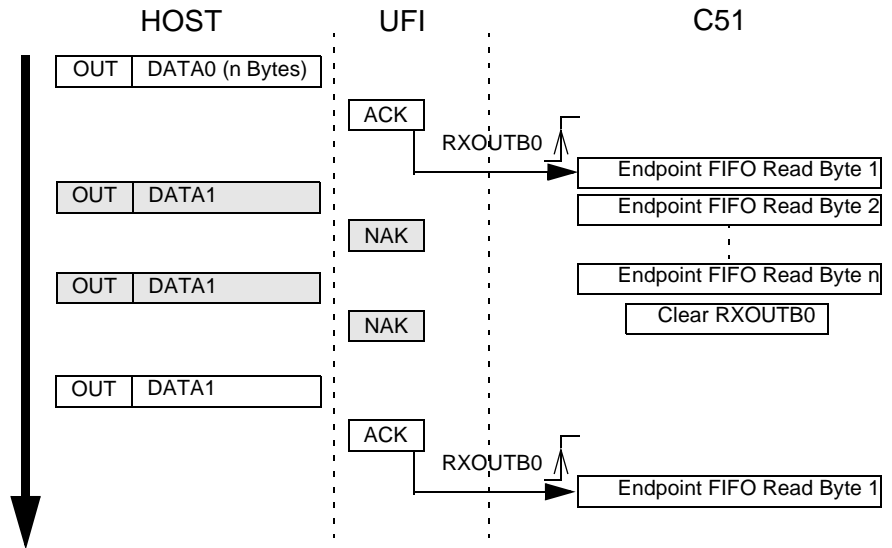 HOST UFI C51
OUT DATA0 (n Bytes)
ACK
RXOUTB0
Endpoint FIFO Read Byte 1
OUT DATA1
Endpoint FIFO Read Byte 2
NAK
OUT DATA1
Endpoint FIFO Read Byte n
NAK
Clear RXOUTB0
OUT DATA1
ACK
RXOUTB0
Endpoint FIFO Read Byte 1